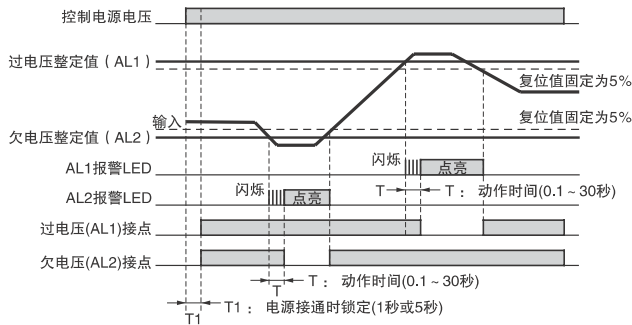 控制电源电压
过电压整定值（AL1）
复位值固定为5%
输入
复位值固定为5%
欠电压整定值（AL2）
AL1报警LED
闪烁
点亮
T
T： 动作时间(0.1～30秒)
AL2报警LED
闪烁
点亮
过电压(AL1)接点
欠电压(AL2)接点
T： 动作时间(0.1～30秒)
T
T1： 电源接通时锁定(1秒或5秒)
T1